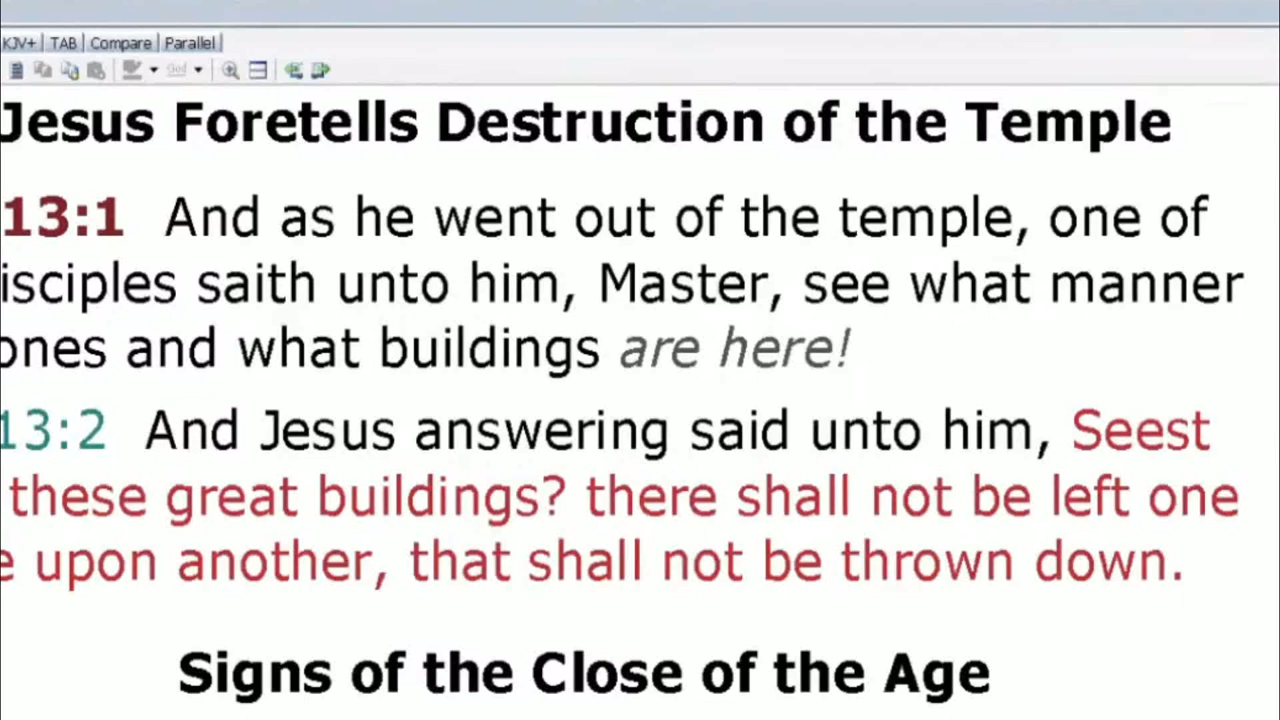 KJV+ TAB Compare Parallel
Jesus Foretells Destruction of the Temple
13:1 And as he went out of the temple, one of
isciples saith unto him, Master, see what manner
ones and what buildings are here!
13:2 And Jesus answering said unto him, Seest
these great buildings? there shall not be left one
e upon another, that shall not be thrown down.
Signs of the Close of the Age